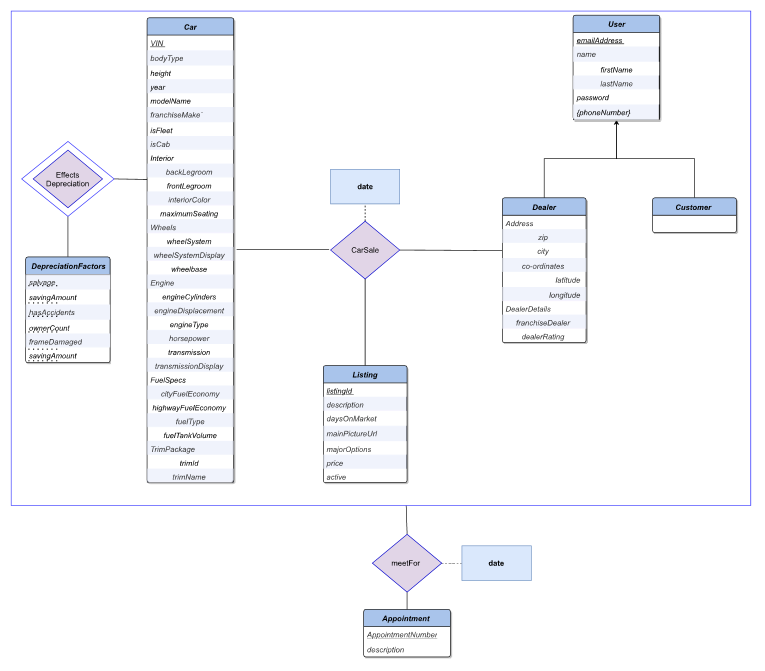 Car
VIN
bodyType
height
year
modelName
franchiseMake`
isFleet
isCab
Interior
backLegroom
frontLegroom
interiorColor
maximumSeating
Wheels
wheelSystem
wheelSystemDisplay
wheelbase
Engine
engineCylinders
engineDisplacement
engineType
horsepower
transmission
transmissionDisplay
FuelSpecs
cityFuelEconomy
highwayFuelEconomy
fuelType
fuelTankVolume
TrimPackage
trimId
trimName
User
emailAddress
name
firstName
lastName
password
{phoneNumber}
Effects
Depreciation
DepreciationFactors
salvage
savingAmount
hasAccidents
ownerCount
frameDamaged
savingAmount
date
CarSale
Dealer
Address
zip
city
co-ordinates
latitude
longitude
DealerDetails
franchiseDealer
dealerRating
Customer
Listing
listingId
description
daysOnMarket
mainPictureUrl
majorOptions
price
active
meetFor
date
Appointment
AppointmentNumber
description